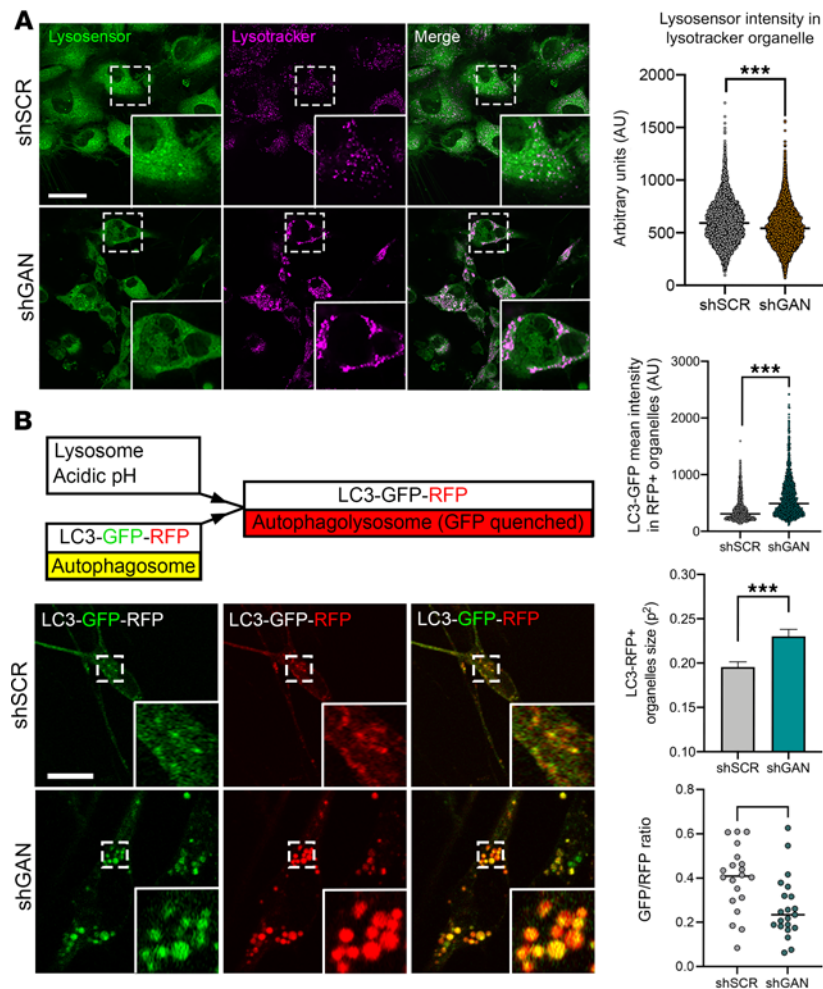 A
Lysosensor
Lysotracker
Merge
shSCR
shGAN
Lysosensor intensity in
lysotracker organelle
***
Arbitrary units (AU)
2000
1500
1000
500
0
shSCR shGAN
B
Lysosome
Acidic pH
LC3-GFP-RFP
Autophagosome
LC3-GFP-RFP
Autophagolysosome (GFP quenched)
LC3-GFP-RFP
LC3-GFP-RFP
LC3-GFP-RFP
shSCR
shGAN
LC3-GFP mean intensity
in RFP+ organelles (AU)
***
3000
2000
1000
0
shSCR shGAN
LC3-RFP+
organelles size (p²)
***
0.30
0.25
0.20
0.15
0.10
shSCR shGAN
GFP/RFP ratio
0.8
0.6
0.4
0.2
0.0
shSCR shGAN